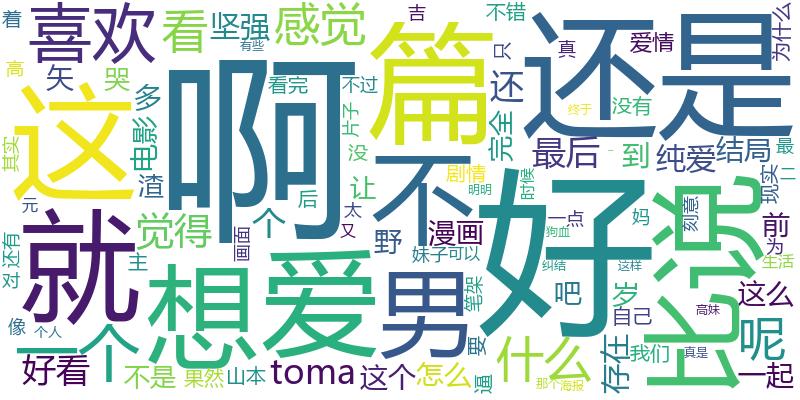 着
喜欢
看
坚强
感觉
吉
不错
爱情
真
为什么
高
矢
哭
多
电影
有些
看完
不过
片子
篇
还
只
没有
还是
终于
这
啊
渣
没
让
不
完全
剧情
明明
最后
到
纯爱
结局
最
二
现实
其实
元
后
太
又
时候
好
一点
狗血
妈
比说
刻意
前
为
生活
就
觉得
个
画面
野
漫画
妹子
可以
纠结
这样
对
还有
主
想
爱
男
笔架
吧
岁
自己
高妹
这么
像
个人
一个
呢
好看
不是
果然
山本
toma
这个
怎么
要
逼
什么
那个
海报
存在
我们
真是
一起